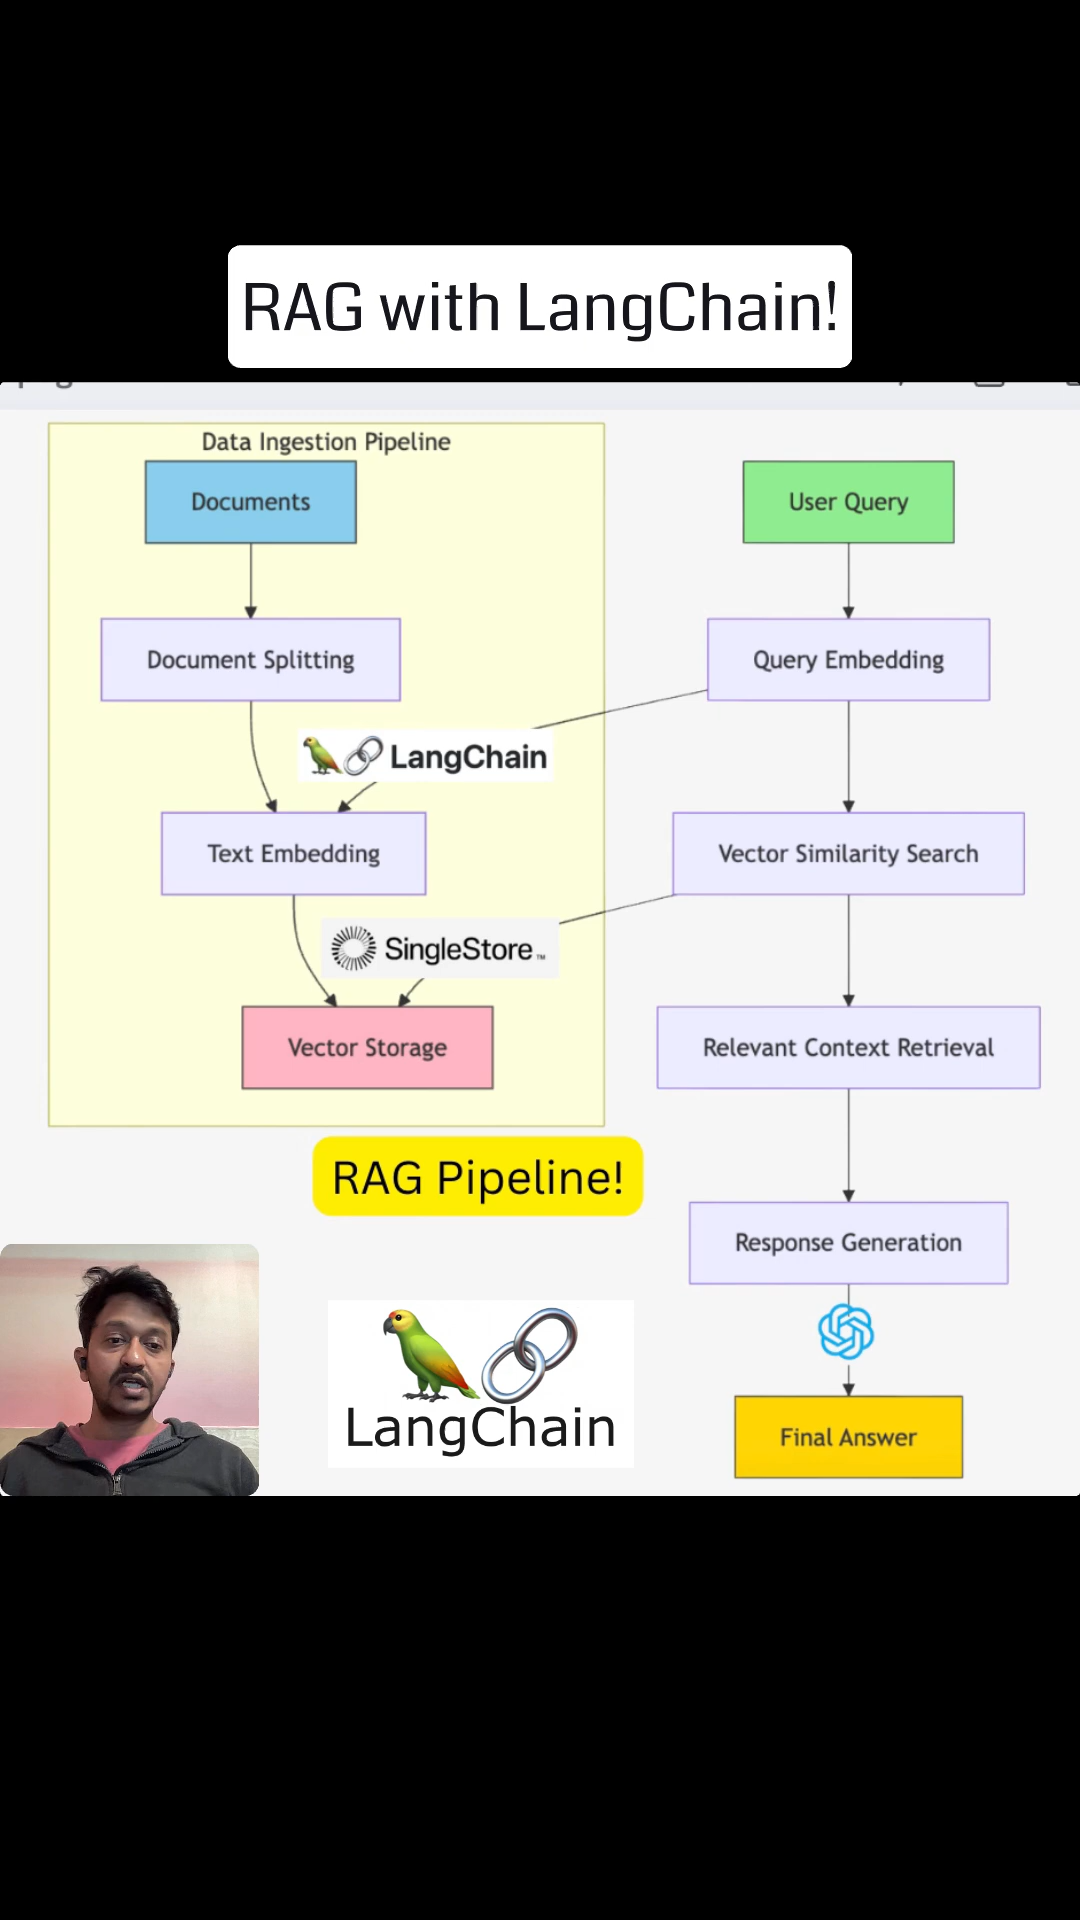 RAG with LangChain!
Data Ingestion Pipeline
Documents
User Query
Document Splitting
Query Embedding
LangChain
Text Embedding
Vector Similarity Search
SingleStore™
Vector Storage
Relevant Context Retrieval
RAG Pipeline!
Response Generation
LangChain
Final Answer